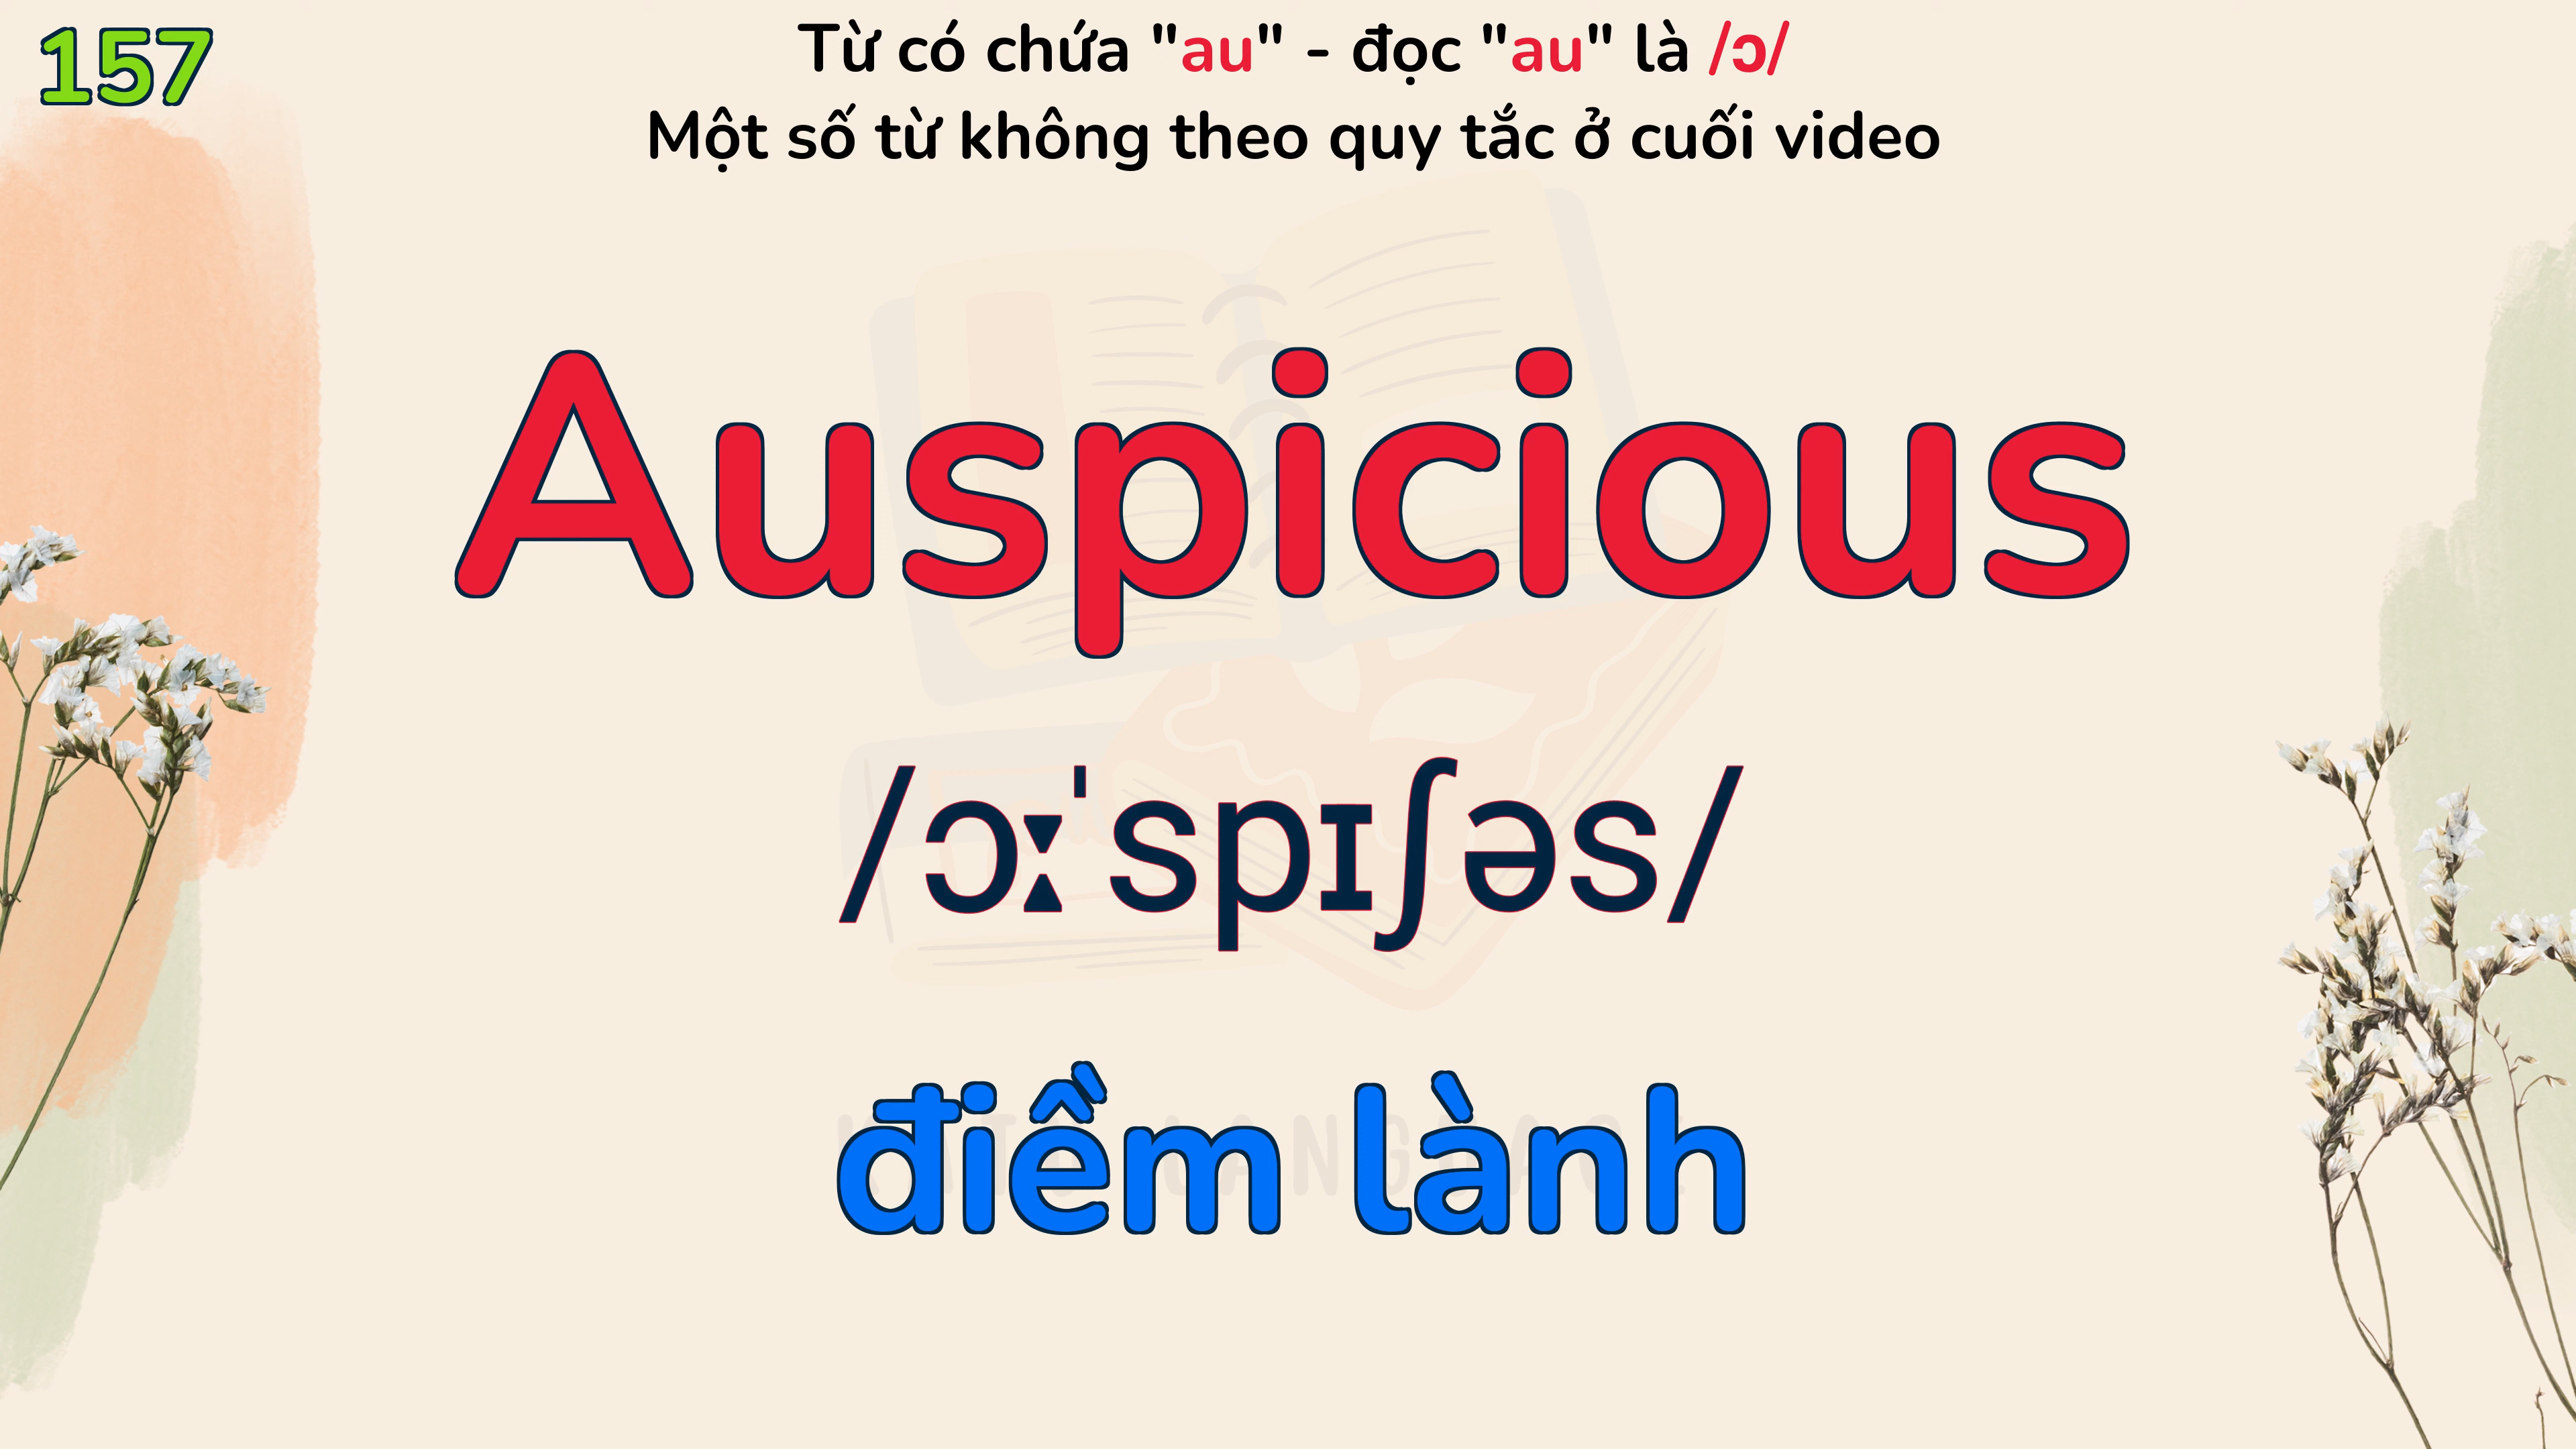 157
Từ có chứa "au" - đọc "au" là /ɔ/
Một số từ không theo quy tắc ở cuối video
Auspicious
/ɔːˈspɪʃəs/
điềm lành